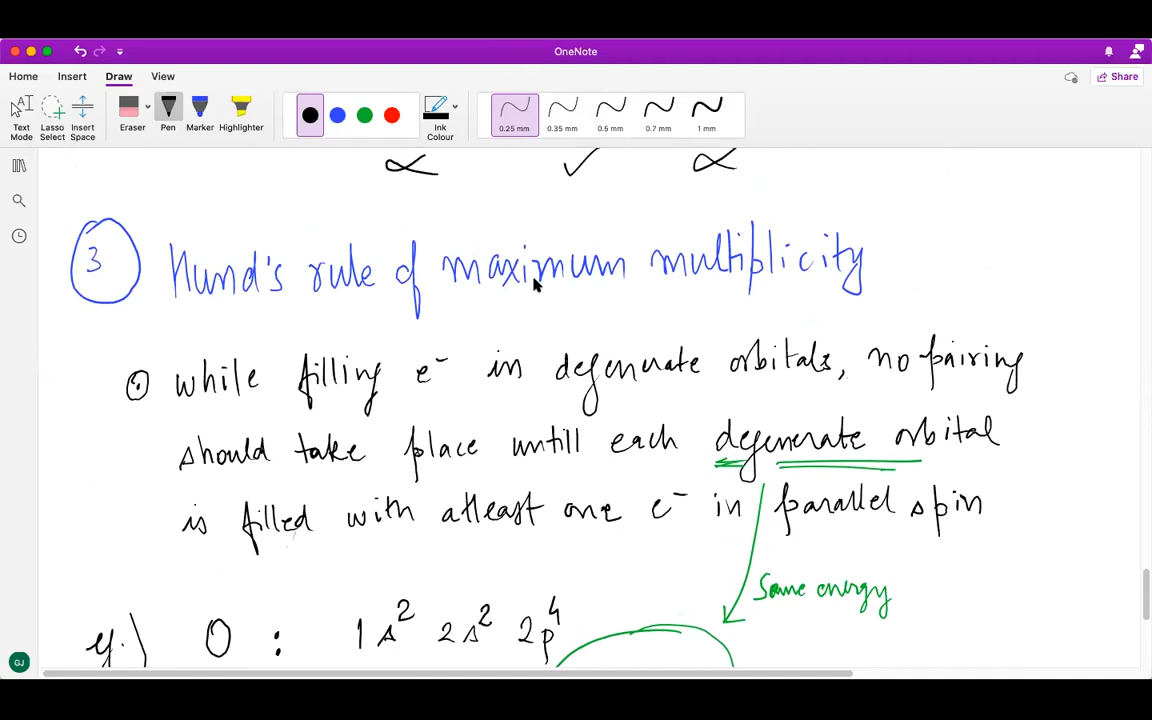 OneNote
Home Insert Draw View
Share
Text Mode
Lasso Select
Insert Space
Eraser
Pen
Marker
Highlighter
Ink Colour
0.25 mm
0.35 mm
0.5 mm
0.7 mm
1 mm
3 Hund's rule of maximum multiplicity
while filling e⁻ in degenerate orbitals, no pairing
should take place untill each degenerate orbital
is filled with atleast one e⁻ in parallel spin
Same energy
eg.) O : 1s² 2s² 2p⁴
GJ